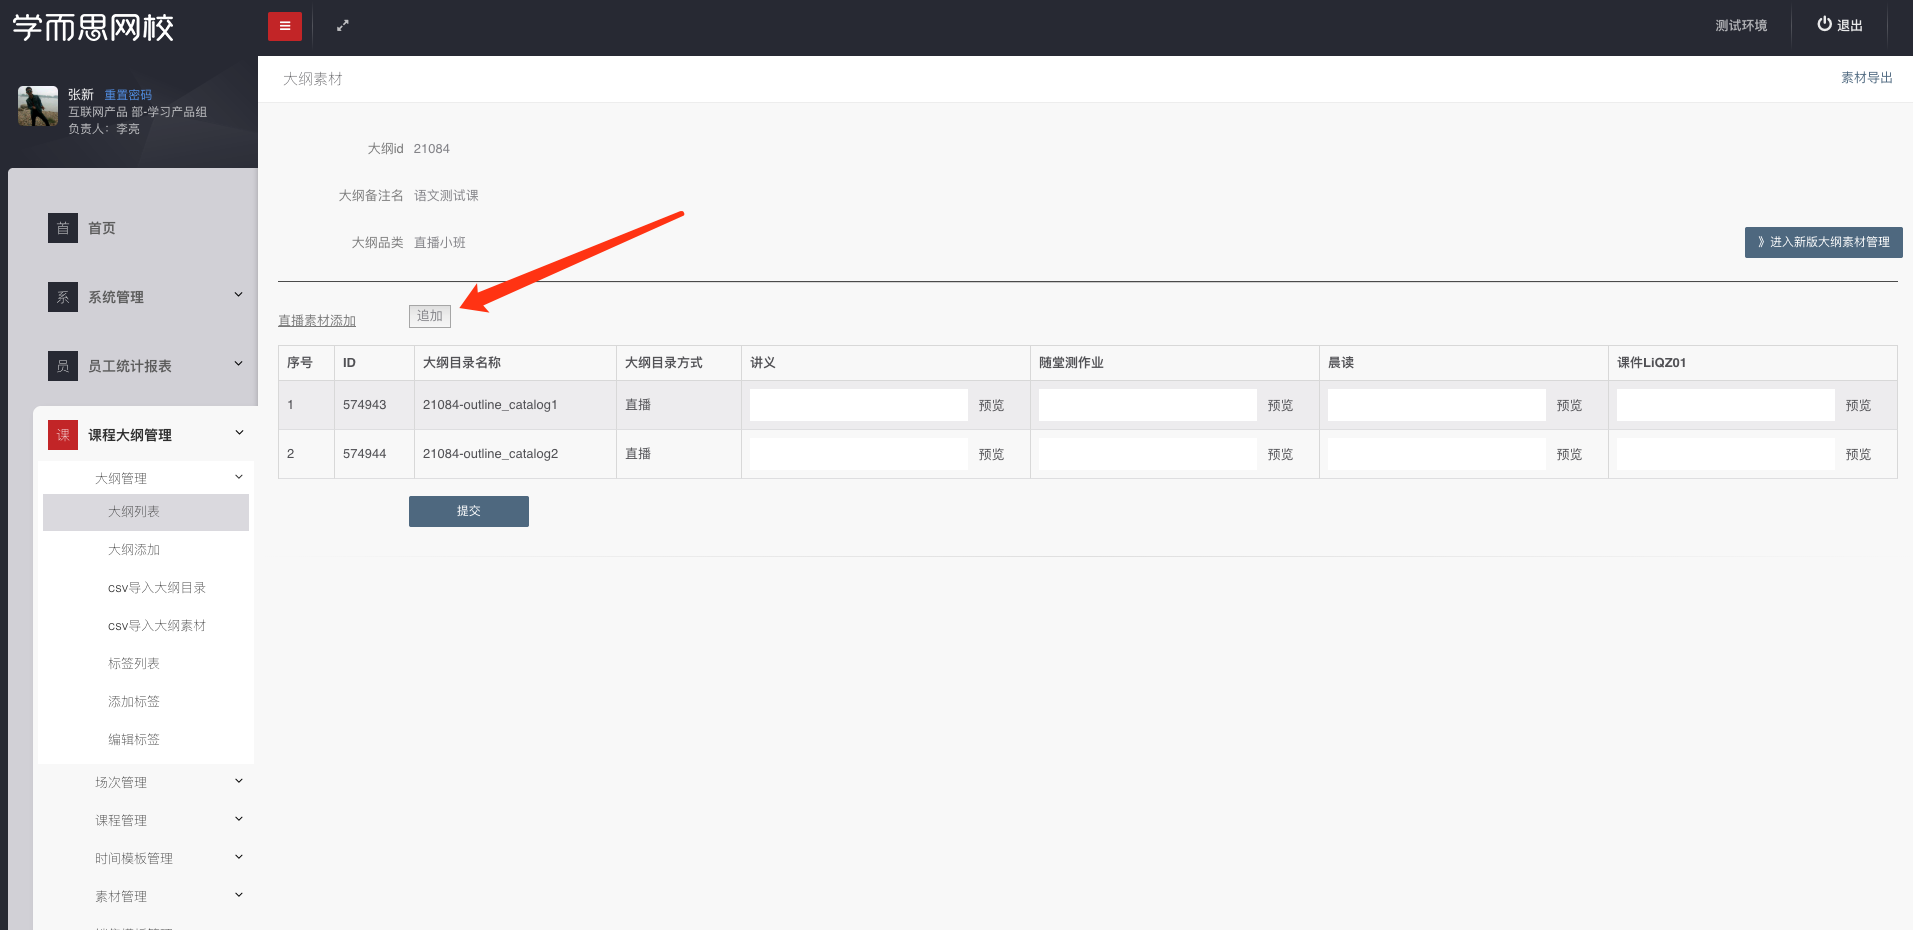 学而思网校
测试环境
退出
张新 重置密码
互联网产品 部-学习产品组
负责人：李亮
大纲素材
素材导出
首 首页
系 系统管理
员 员工统计报表
课 课程大纲管理
大纲管理
大纲列表
大纲添加
csv导入大纲目录
csv导入大纲素材
标签列表
添加标签
编辑标签
场次管理
课程管理
时间模板管理
素材管理
大纲id 21084
大纲备注名 语文测试课
大纲品类 直播小班
》进入新版大纲素材管理
直播素材添加 追加
序号 ID 大纲目录名称 大纲目录方式 讲义 随堂测作业 晨读 课件LiQZ01
1 574943 21084-outline_catalog1 直播 预览 预览 预览 预览
2 574944 21084-outline_catalog2 直播 预览 预览 预览 预览
提交